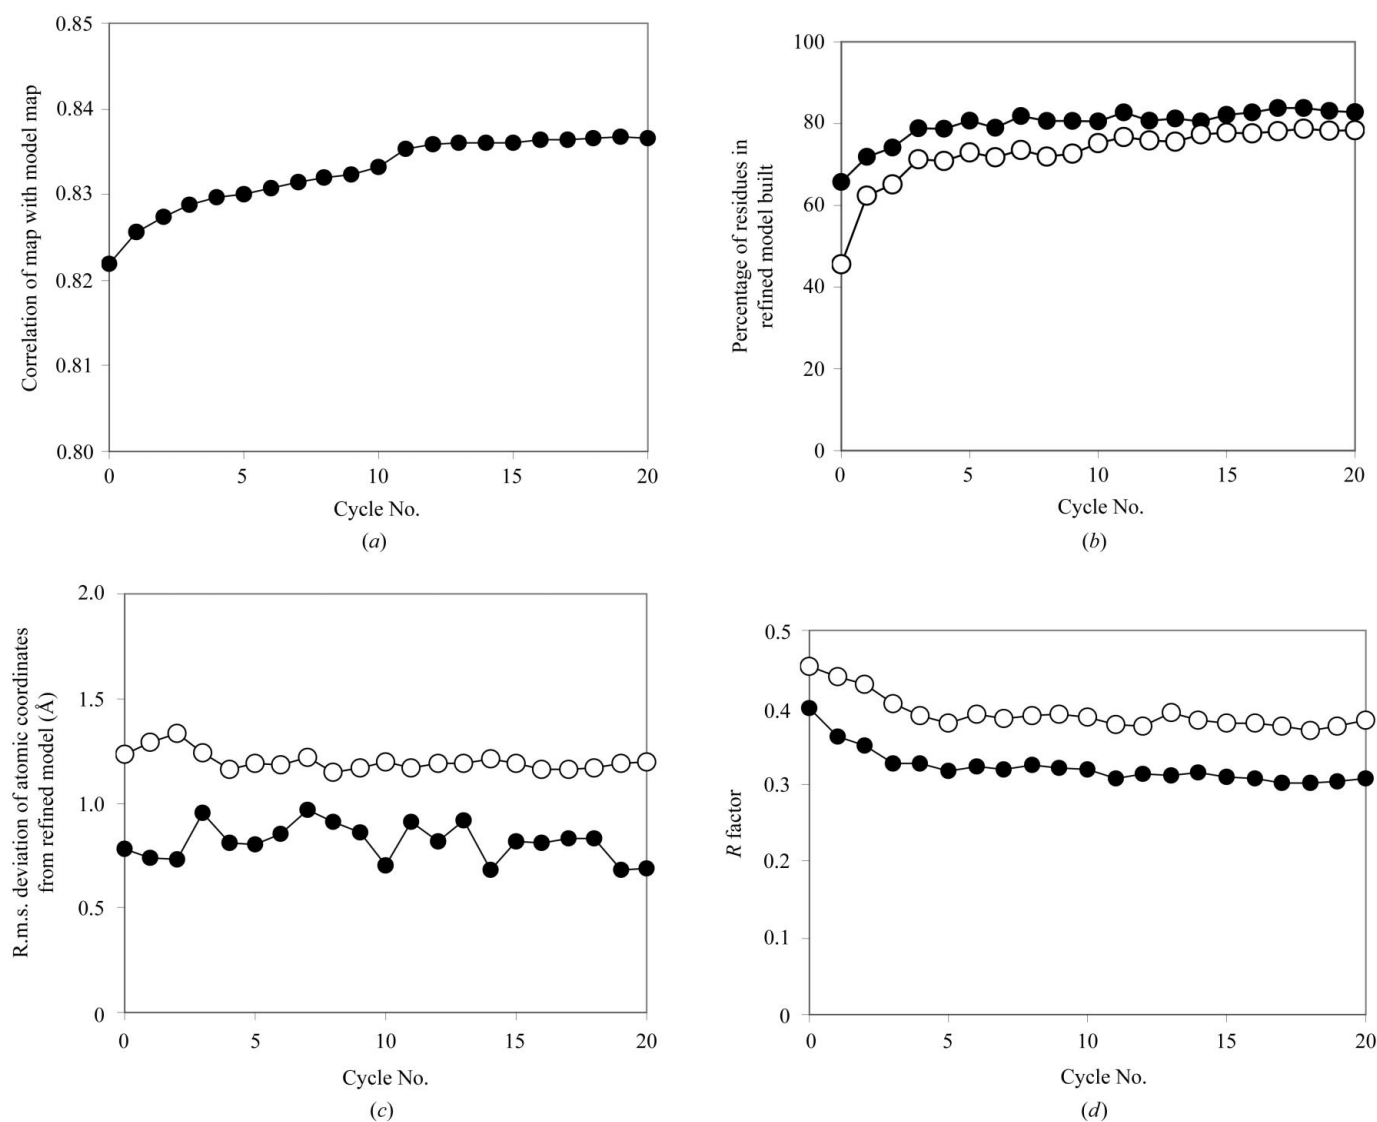 0.85
0.84
0.83
0.82
0.81
0.80
Correlation of map with model map
0 5 10 15 20
Cycle No.
(a)
100
80
60
40
20
0
Percentage of residues in
refined model built
0 5 10 15 20
Cycle No.
(b)
2.0
1.5
1.0
0.5
0
R.m.s. deviation of atomic coordinates
from refined model (Å)
0 5 10 15 20
Cycle No.
(c)
0.5
0.4
0.3
0.2
0.1
0
R factor
0 5 10 15 20
Cycle No.
(d)